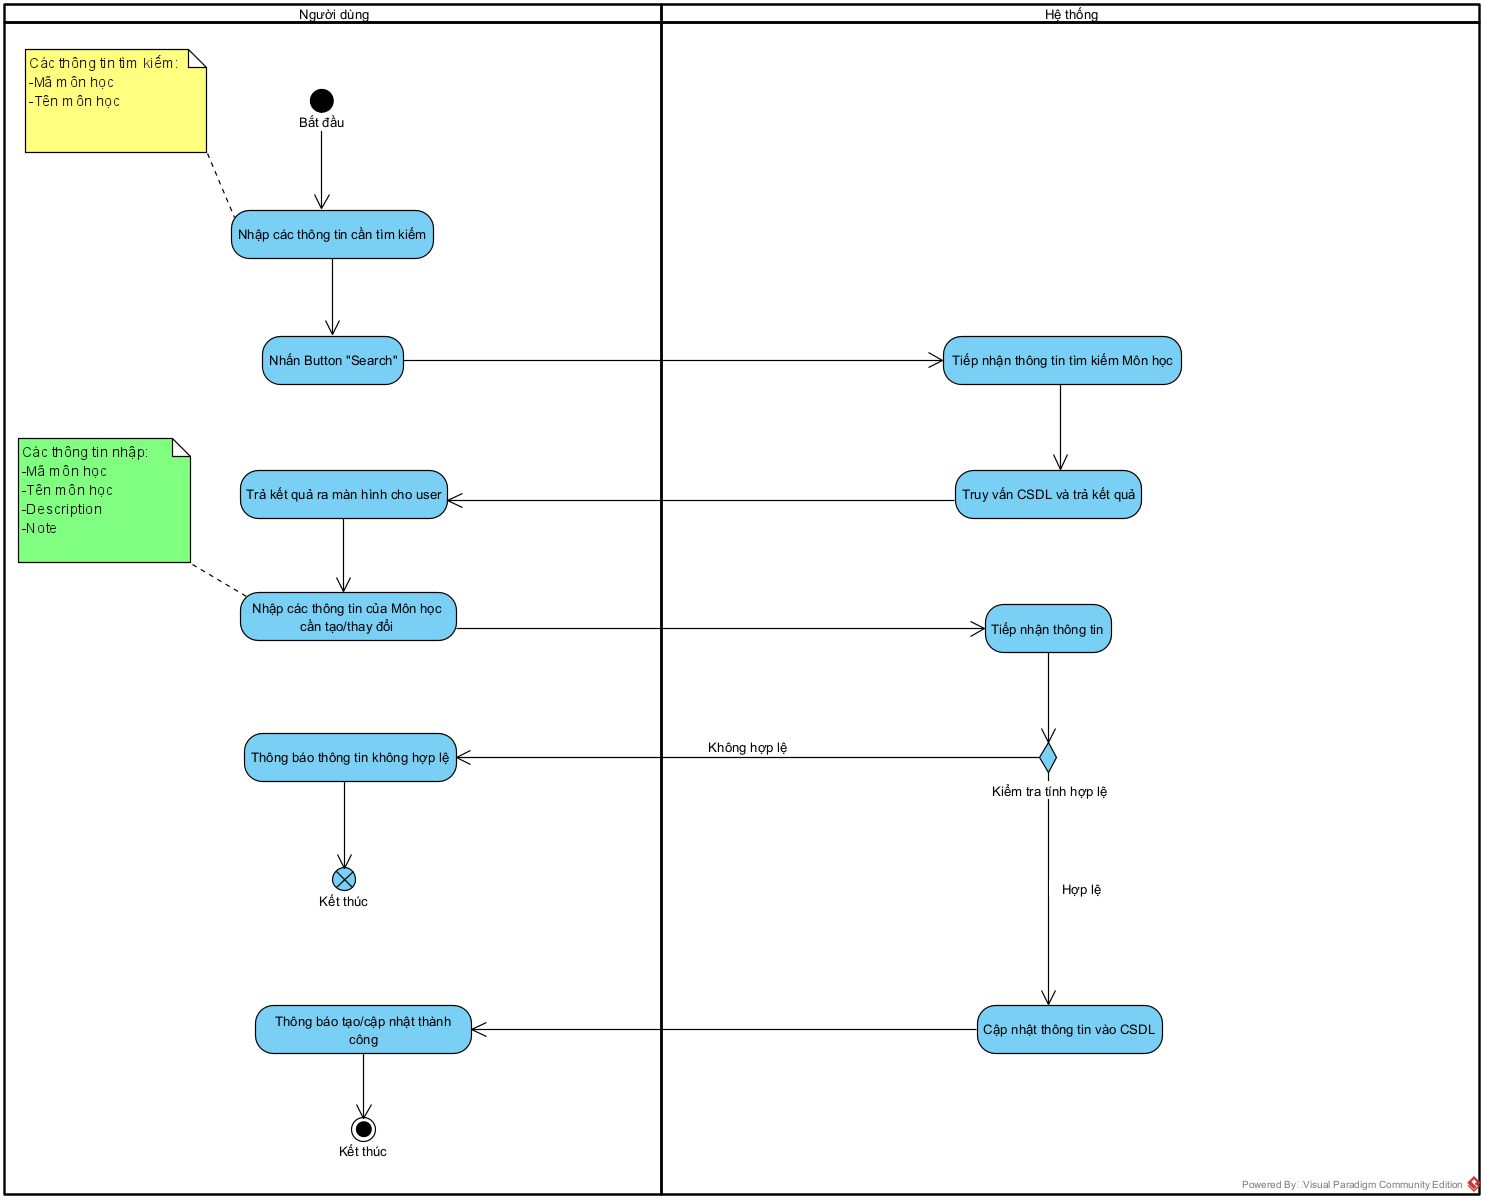 Người dùng
Hệ thống
Các thông tin tìm kiếm:
-Mã môn học
-Tên môn học
Bắt đầu
Nhập các thông tin cần tìm kiếm
Nhấn Button "Search"
Tiếp nhận thông tin tìm kiếm Môn học
Các thông tin nhập:
-Mã môn học
-Tên môn học
-Description
-Note
Trả kết quả ra màn hình cho user
Truy vấn CSDL và trả kết quả
Nhập các thông tin của Môn học
cần tạo/thay đổi
Tiếp nhận thông tin
Không hợp lệ
Thông báo thông tin không hợp lệ
Kiểm tra tính hợp lệ
Hợp lệ
Kết thúc
Thông báo tạo/cập nhật thành
công
Cập nhật thông tin vào CSDL
Kết thúc
Powered By Visual Paradigm Community Edition